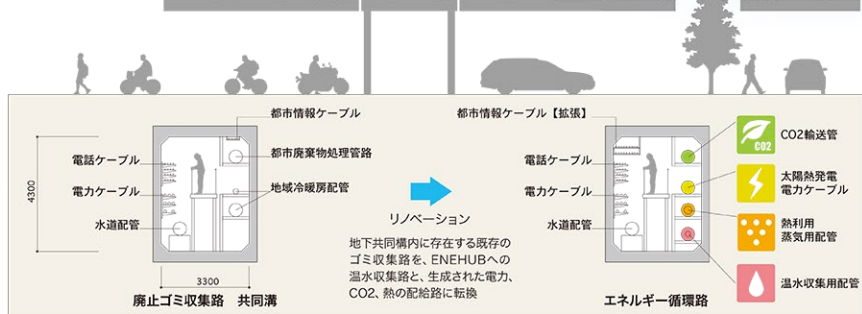 都市情報ケーブル
電話ケーブル
都市廃棄物処理管路
電力ケーブル
地域冷暖房配管
水道配管
4300
3300
廃止ゴミ収集路 共同溝
リノベーション
地下共同構内に存在する既存の
ゴミ収集路を、ENEHUBへの
温水収集路と、生成された電力、
CO2、熱の配給路に転換
都市情報ケーブル【拡張】
電話ケーブル
電力ケーブル
水道配管
エネルギー循環路
CO2
CO2輸送管
太陽熱発電
電力ケーブル
熱利用
蒸気用配管
温水収集用配管